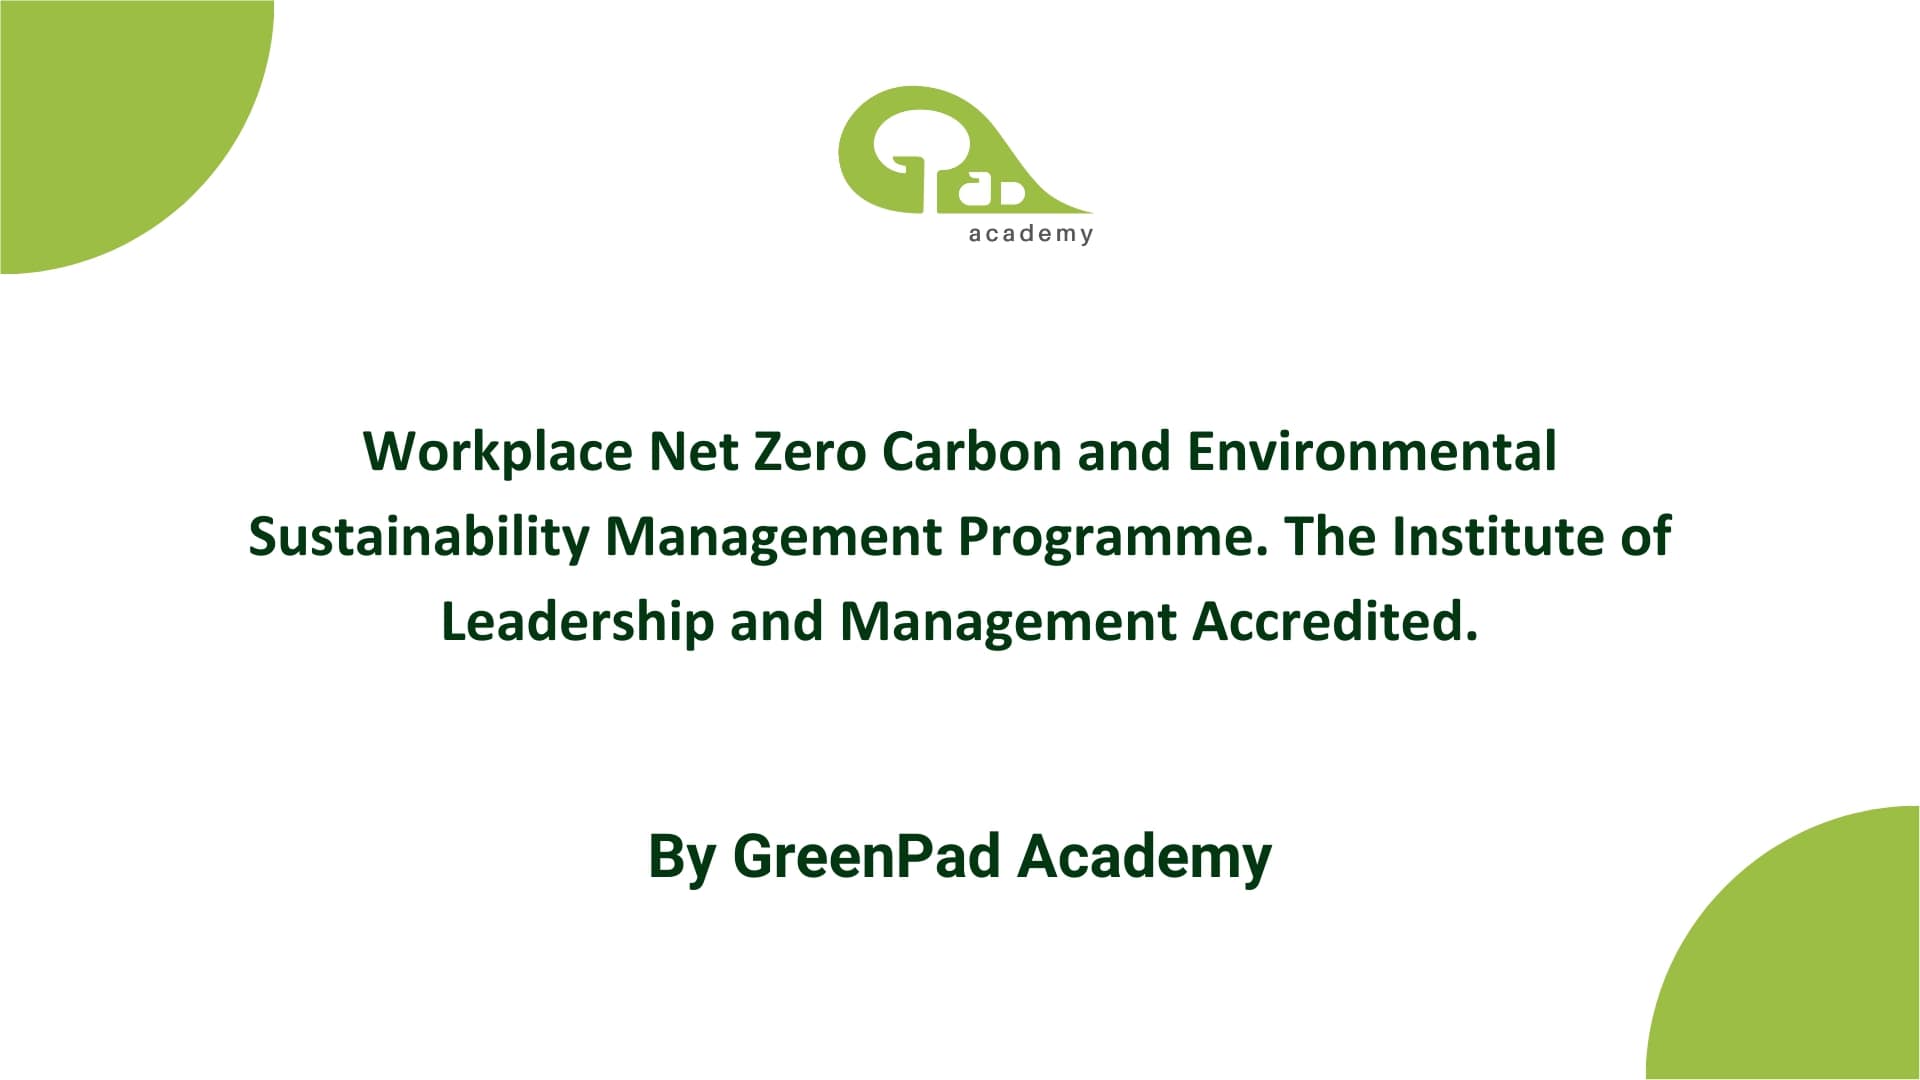 GPad
academy
Workplace Net Zero Carbon and Environmental
Sustainability Management Programme. The Institute of
Leadership and Management Accredited.
By GreenPad Academy